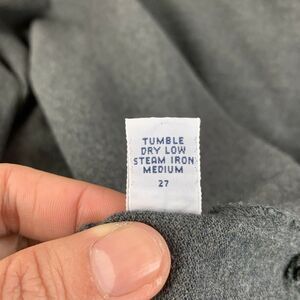 TUMBLE
DRY LOW
STEAM IRON
MEDIUM
27